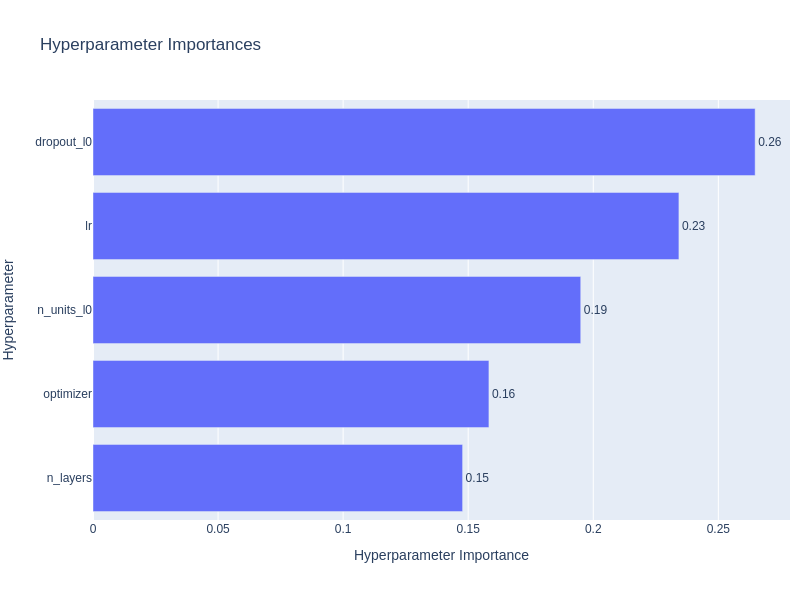 Hyperparameter Importances
Hyperparameter
dropout_l0
0.26
lr
0.23
n_units_l0
0.19
optimizer
0.16
n_layers
0.15
0
0.05
0.1
0.15
0.2
0.25
Hyperparameter Importance